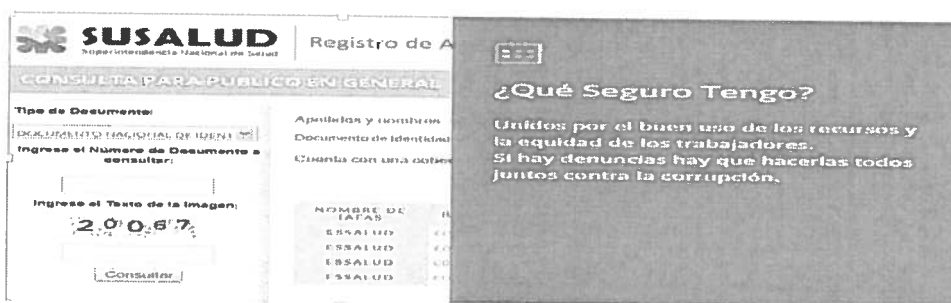 SUSALUD
Superintendencia Nacional de Salud
Registro de A
CONSULTA PARA PUBLICO EN GENERAL
Tipo de Documento:
DOCUMENTO NACIONAL DE IDENT
Ingrese el Número de Documento a
consultar:
Ingrese el Texto de la Imagen:
20067
Consultar
Apellidos y nombres
Documento de Identidad
Cuenta con una cober
NOMBRE DE
IAFAS
ESSALUD
ESSALUD
ESSALUD
ESSALUD
¿Qué Seguro Tengo?
Unidos por el buen uso de los recursos y
la equidad de los trabajadores.
Si hay denuncias hay que hacerlas todos
juntos contra la corrupción.